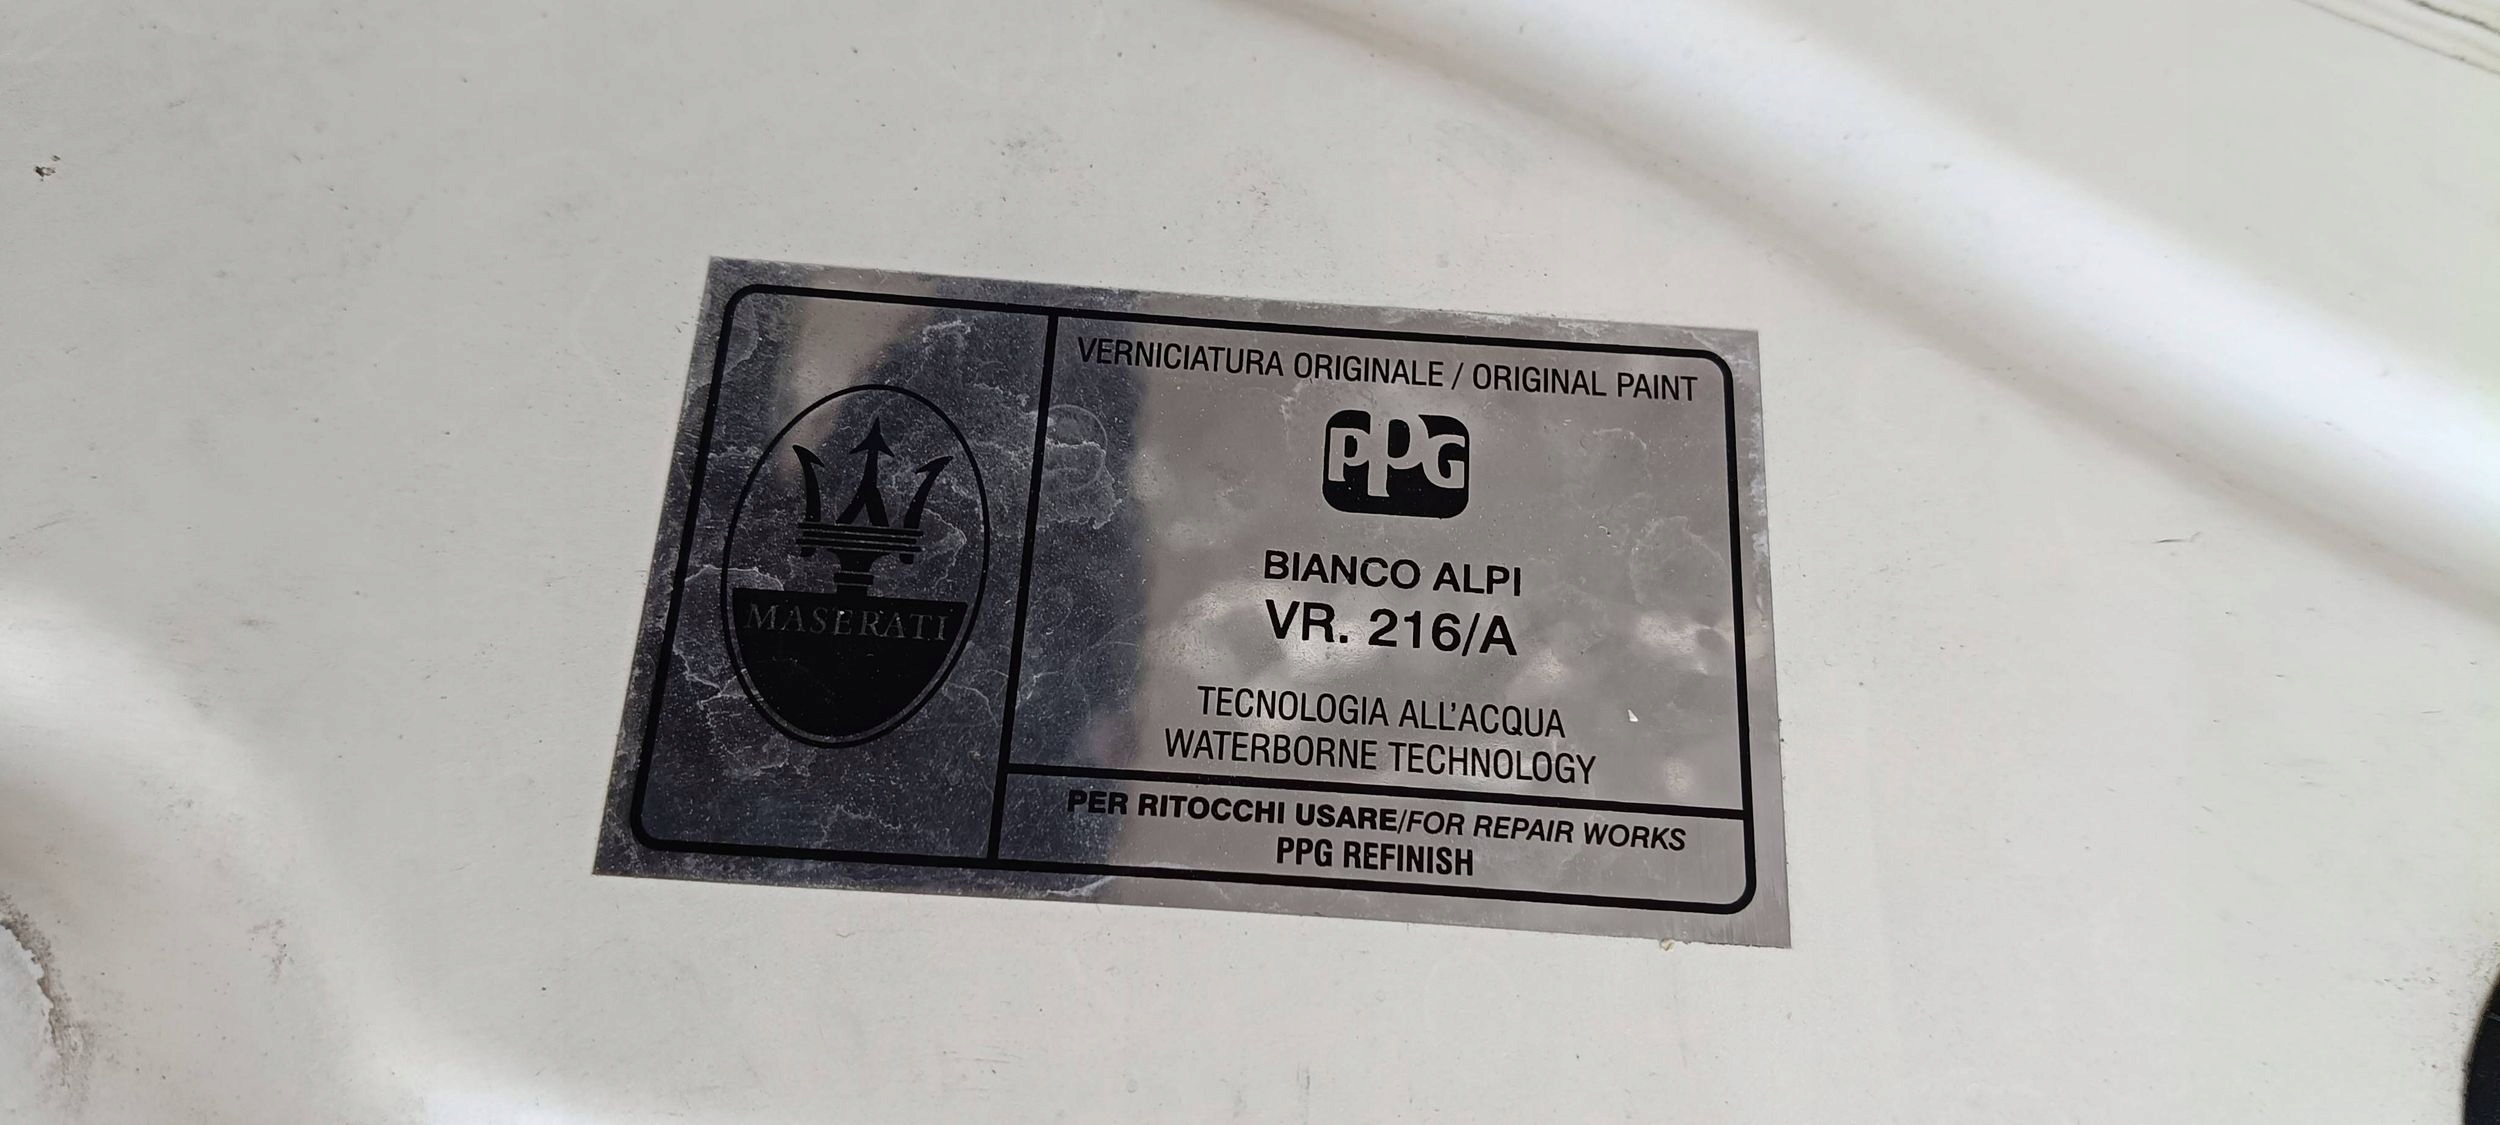 MASERATI
VERNICIATURA ORIGINALE / ORIGINAL PAINT
PPG
BIANCO ALPI
VR. 216/A
TECNOLOGIA ALL'ACQUA
WATERBORNE TECHNOLOGY
PER RITOCCHI USARE/FOR REPAIR WORKS
PPG REFINISH